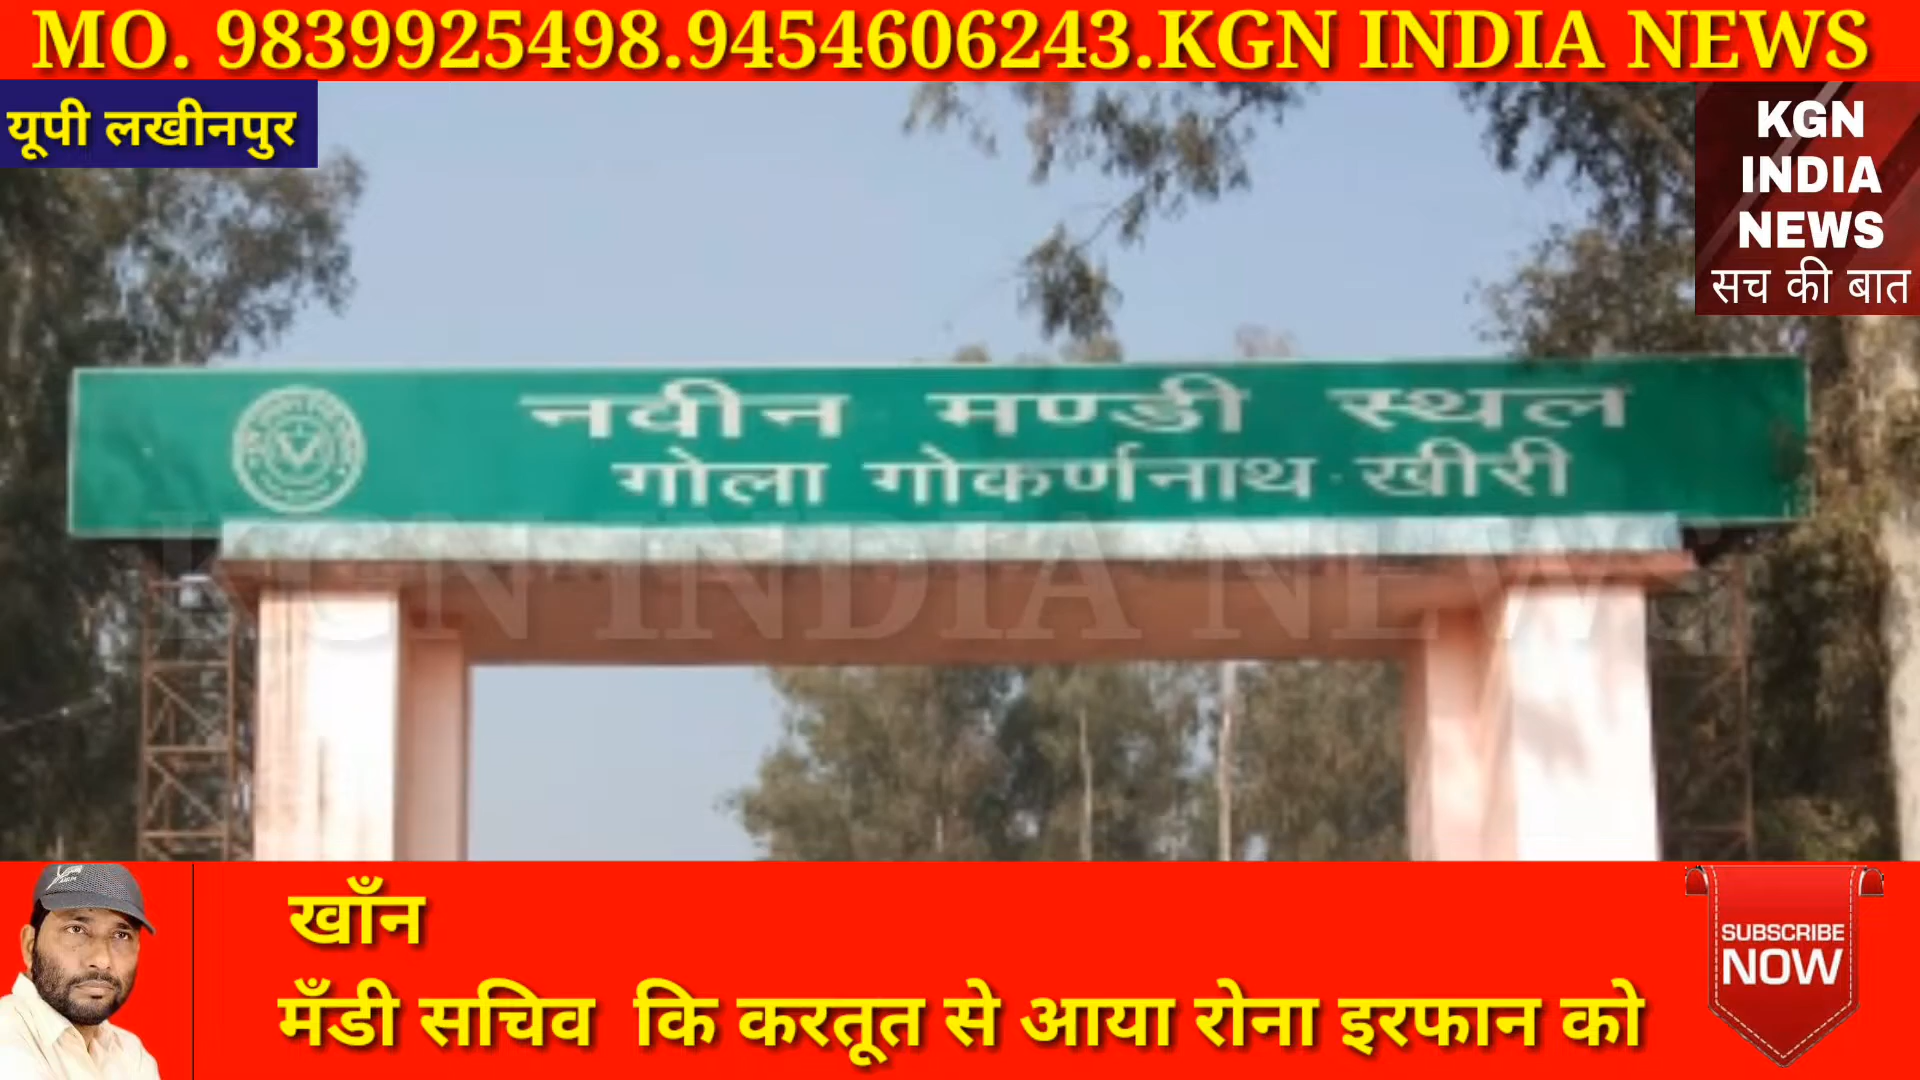 MO. 9839925498.9454606243.KGN INDIA NEWS
यूपी लखीनपुर
KGN
INDIA
NEWS
सच की बात
नवीन मण्डी स्थल
गोला गोकर्णनाथ खीरी
KGN INDIA NEWS
खाँन
मँडी सचिव कि करतूत से आया रोना इरफान को
SUBSCRIBE
NOW